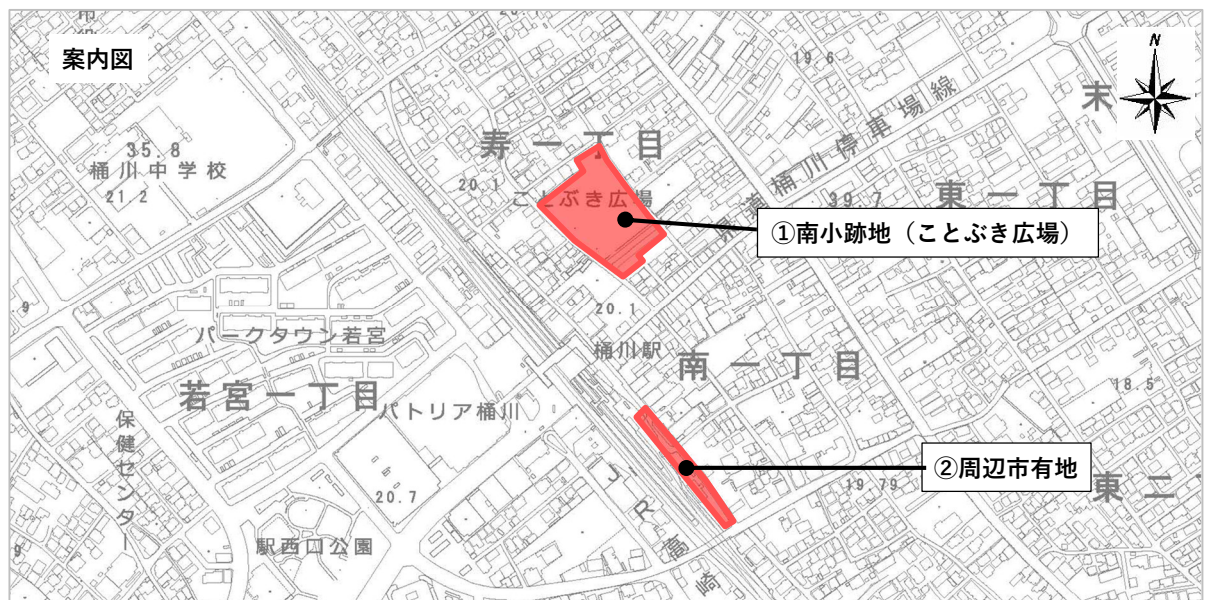 案内図
N
寿一丁目
19.6
末
35.8
桶川中学校
21.2
20.1
ことぶき広場
県道桶川停車場線
39.7
東一丁目
①南小跡地（ことぶき広場）
9
20.1
パークタウン若宮
桶川駅
南一丁目
若宮一丁目
パトリア桶川
18.5
保健センター
②周辺市有地
19.79
東二
20.7
JR高崎
駅西口公園
9